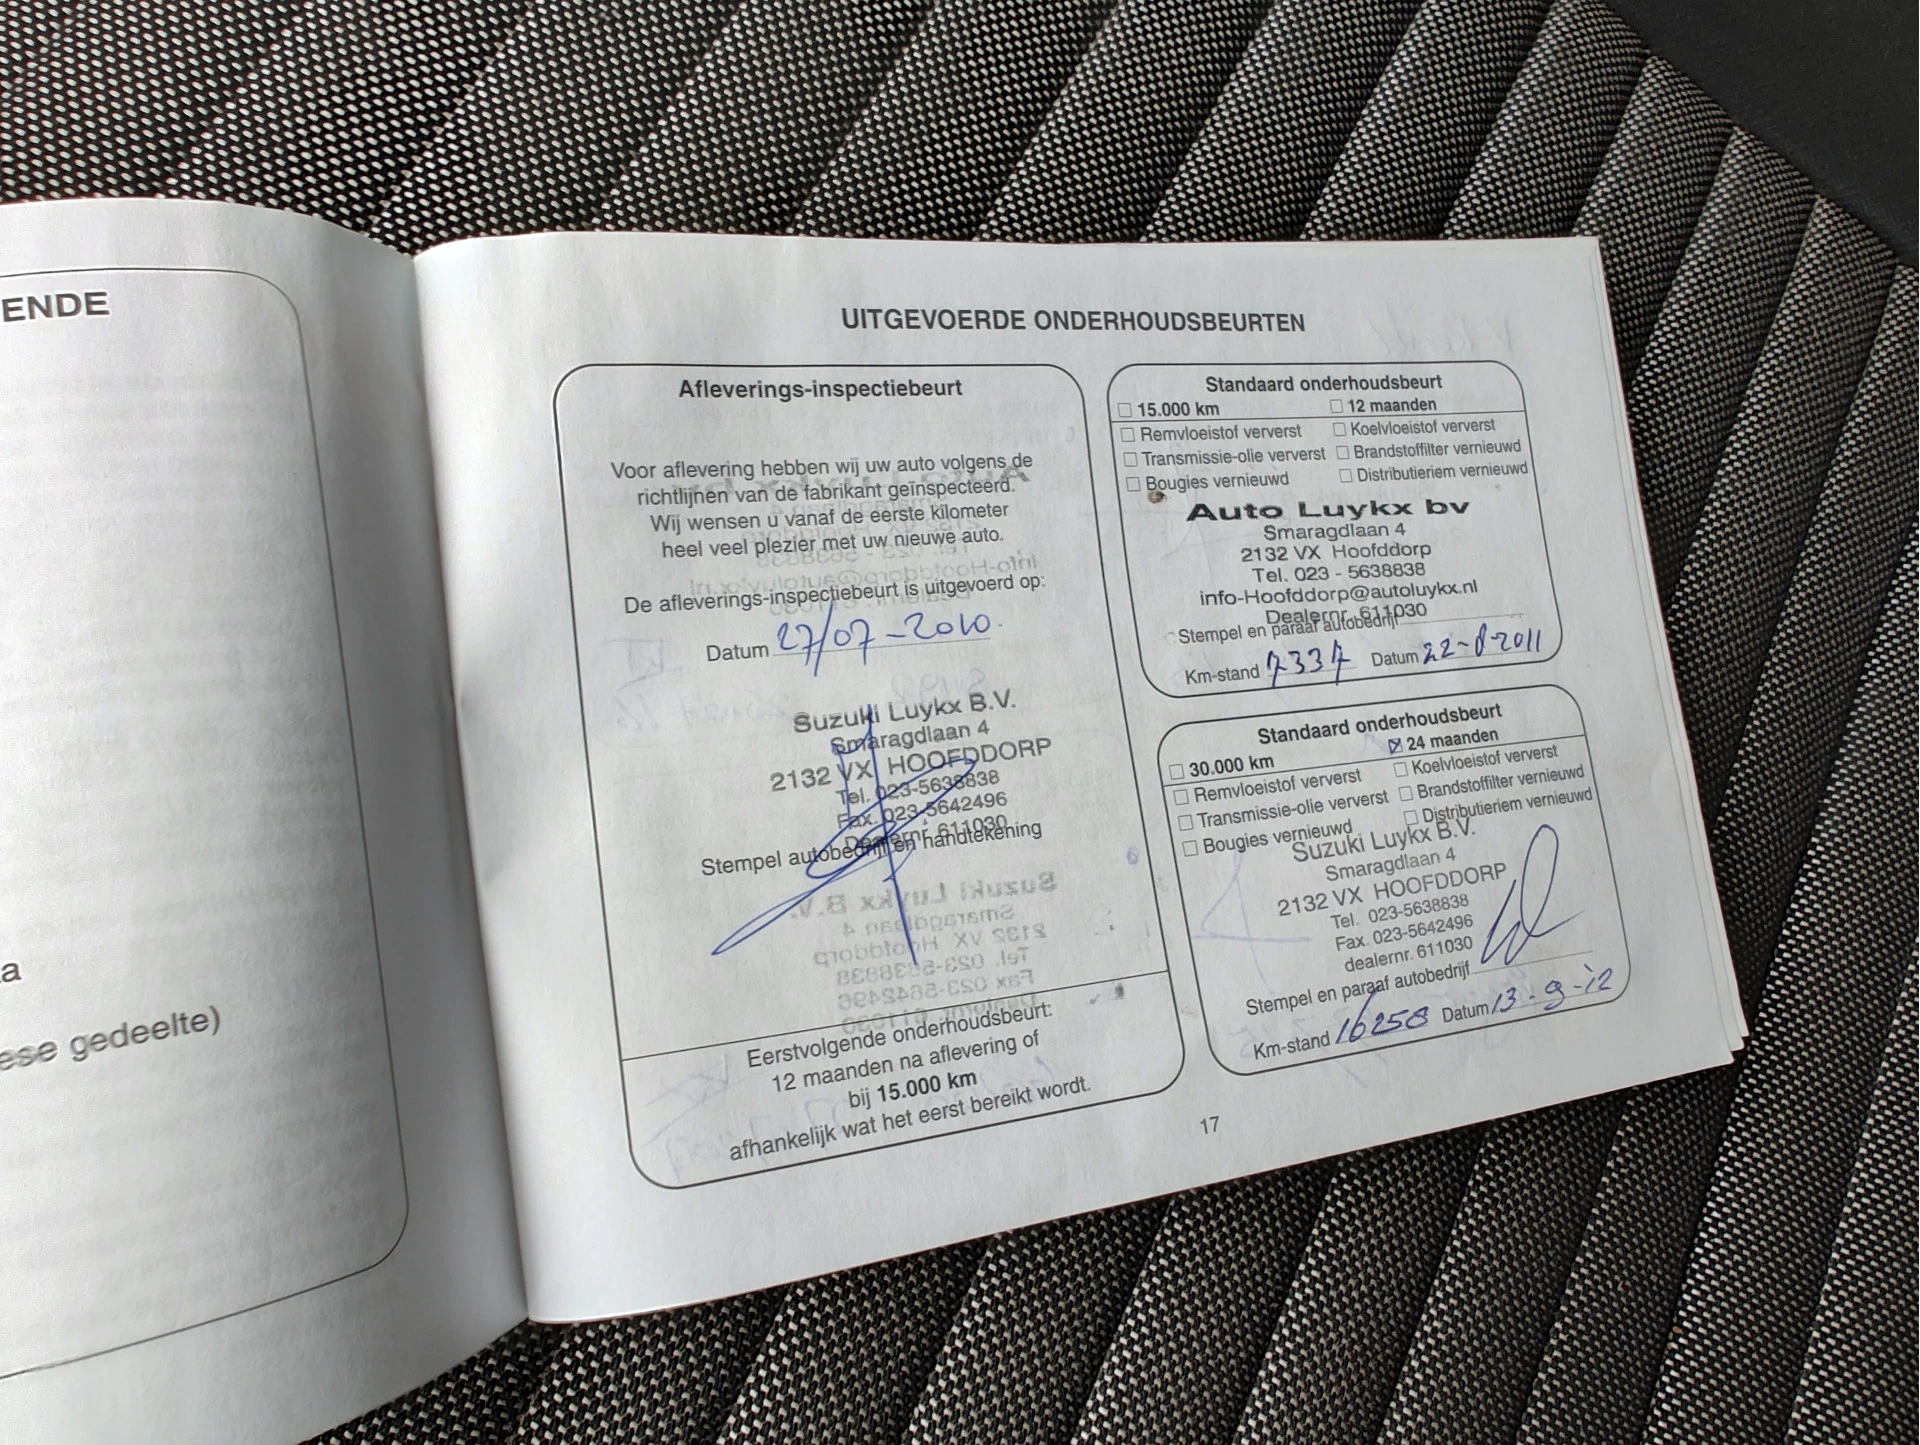 ENDE
a
ese gedeelte)
UITGEVOERDE ONDERHOUDSBEURTEN
Afleverings-inspectiebeurt
Voor aflevering hebben wij uw auto volgens de
richtlijnen van de fabrikant geïnspecteerd.
Wij wensen u vanaf de eerste kilometer
heel veel plezier met uw nieuwe auto.
De afleverings-inspectiebeurt is uitgevoerd op:
Datum 27/07-2010.
Suzuki Luykx B.V.
Smaragdlaan 4
2132 VX HOOFDDORP
Tel. 023-5638838
Fax. 023-5642496
Dealernr. 611030
Stempel autobedrijf en handtekening
Eerstvolgende onderhoudsbeurt:
12 maanden na aflevering of
bij 15.000 km
afhankelijk wat het eerst bereikt wordt.
Standaard onderhoudsbeurt
☐ 15.000 km ☐ 12 maanden
☐ Remvloeistof ververst ☐ Koelvloeistof ververst
☐ Transmissie-olie ververst ☐ Brandstoffilter vernieuwd
☐ Bougies vernieuwd ☐ Distributieriem vernieuwd
Auto Luykx bv
Smaragdlaan 4
2132 VX Hoofddorp
Tel. 023 - 5638838
info-Hoofddorp@autoluykx.nl
Dealernr. 611030
Stempel en paraaf autobedrijf
Km-stand 7337 Datum 22-8-2011
Standaard onderhoudsbeurt
☐ 30.000 km ☒ 24 maanden
☐ Remvloeistof ververst ☐ Koelvloeistof ververst
☐ Transmissie-olie ververst ☐ Brandstoffilter vernieuwd
☐ Bougies vernieuwd ☐ Distributieriem vernieuwd
Suzuki Luykx B.V.
Smaragdlaan 4
2132 VX HOOFDDORP
Tel. 023-5638838
Fax. 023-5642496
dealernr. 611030
Stempel en paraaf autobedrijf
Km-stand 16258 Datum 13-9-12
17